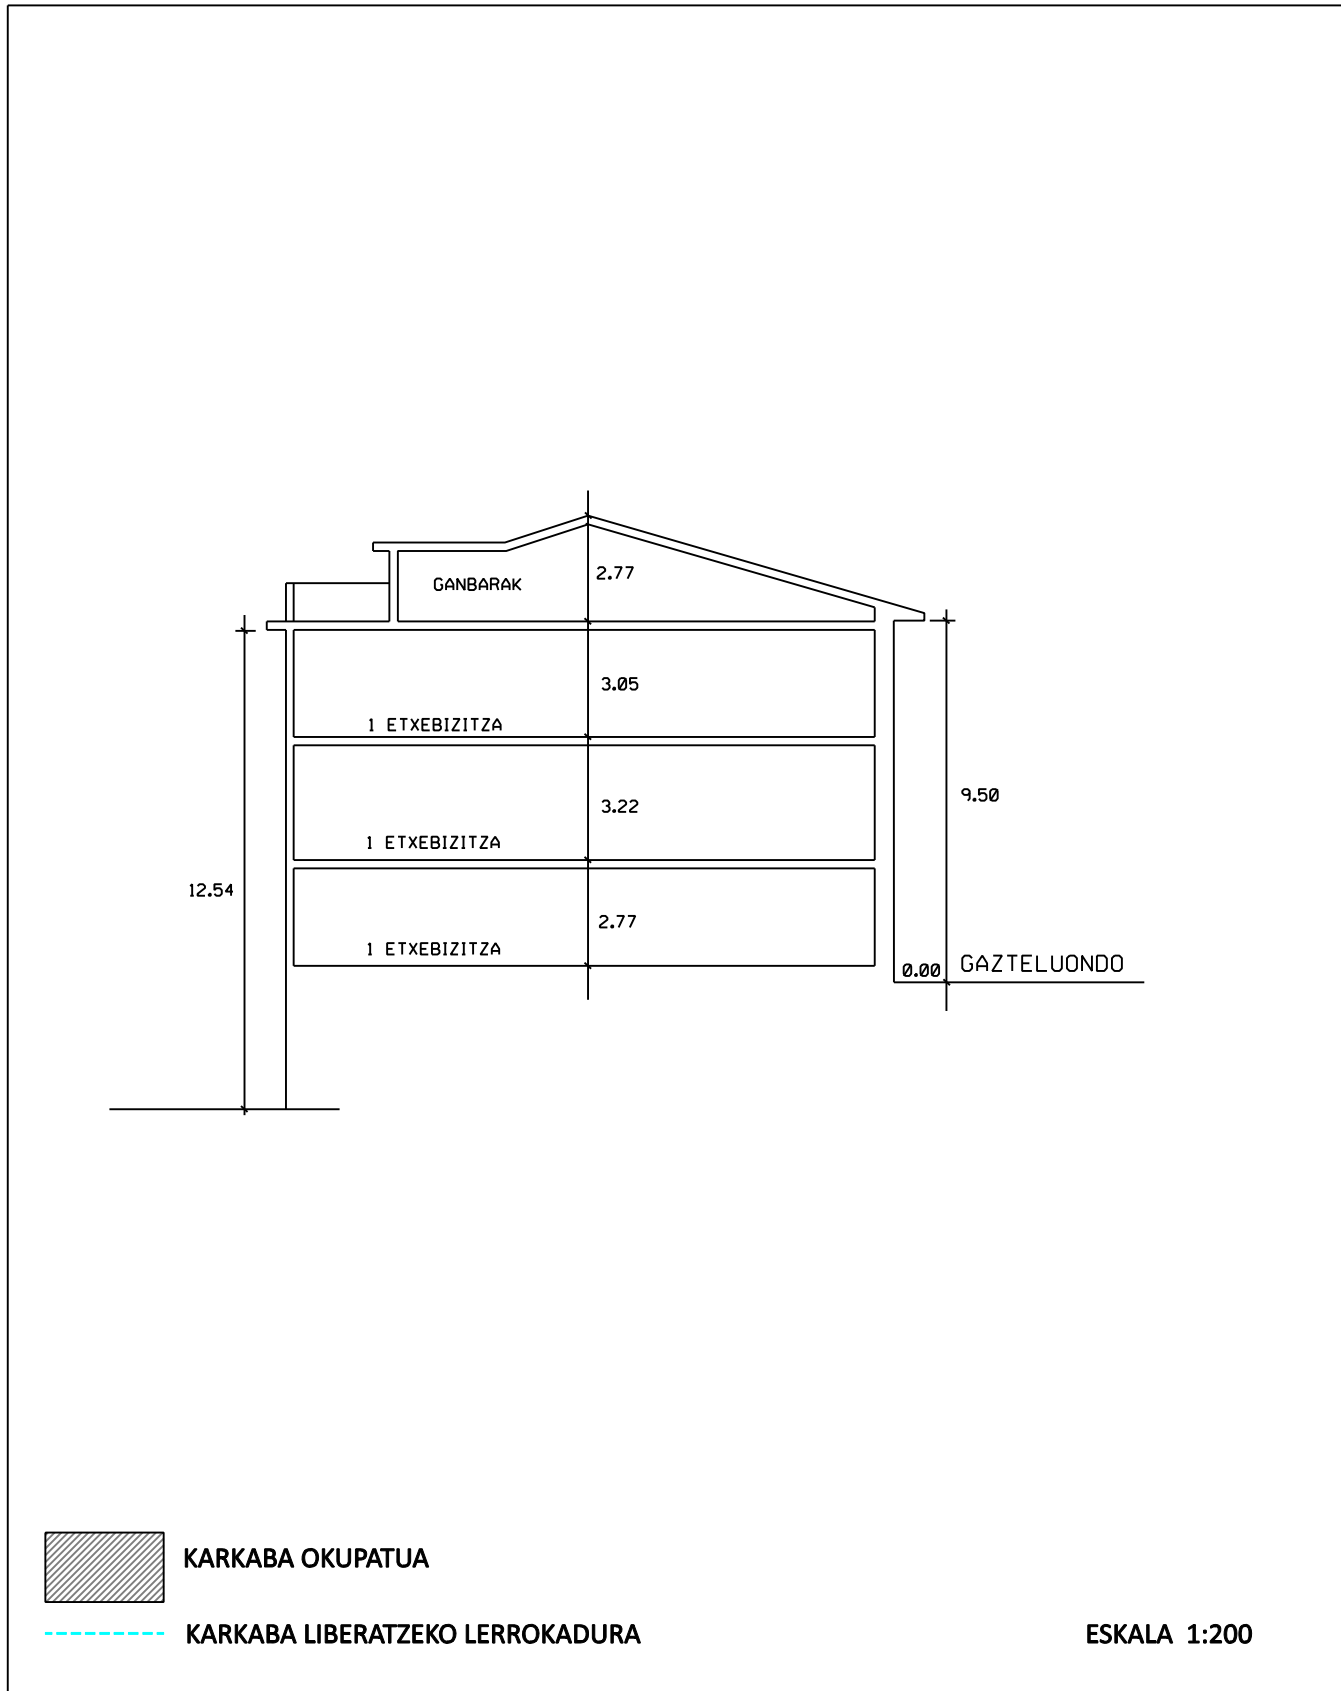 GANBARAK
2.77
3.05
1 ETXEBIZITZA
9.50
3.22
1 ETXEBIZITZA
12.54
2.77
1 ETXEBIZITZA
0.00 GAZTELUONDO
KARKABA OKUPATUA
KARKABA LIBERATZEKO LERROKADURA
ESKALA 1:200